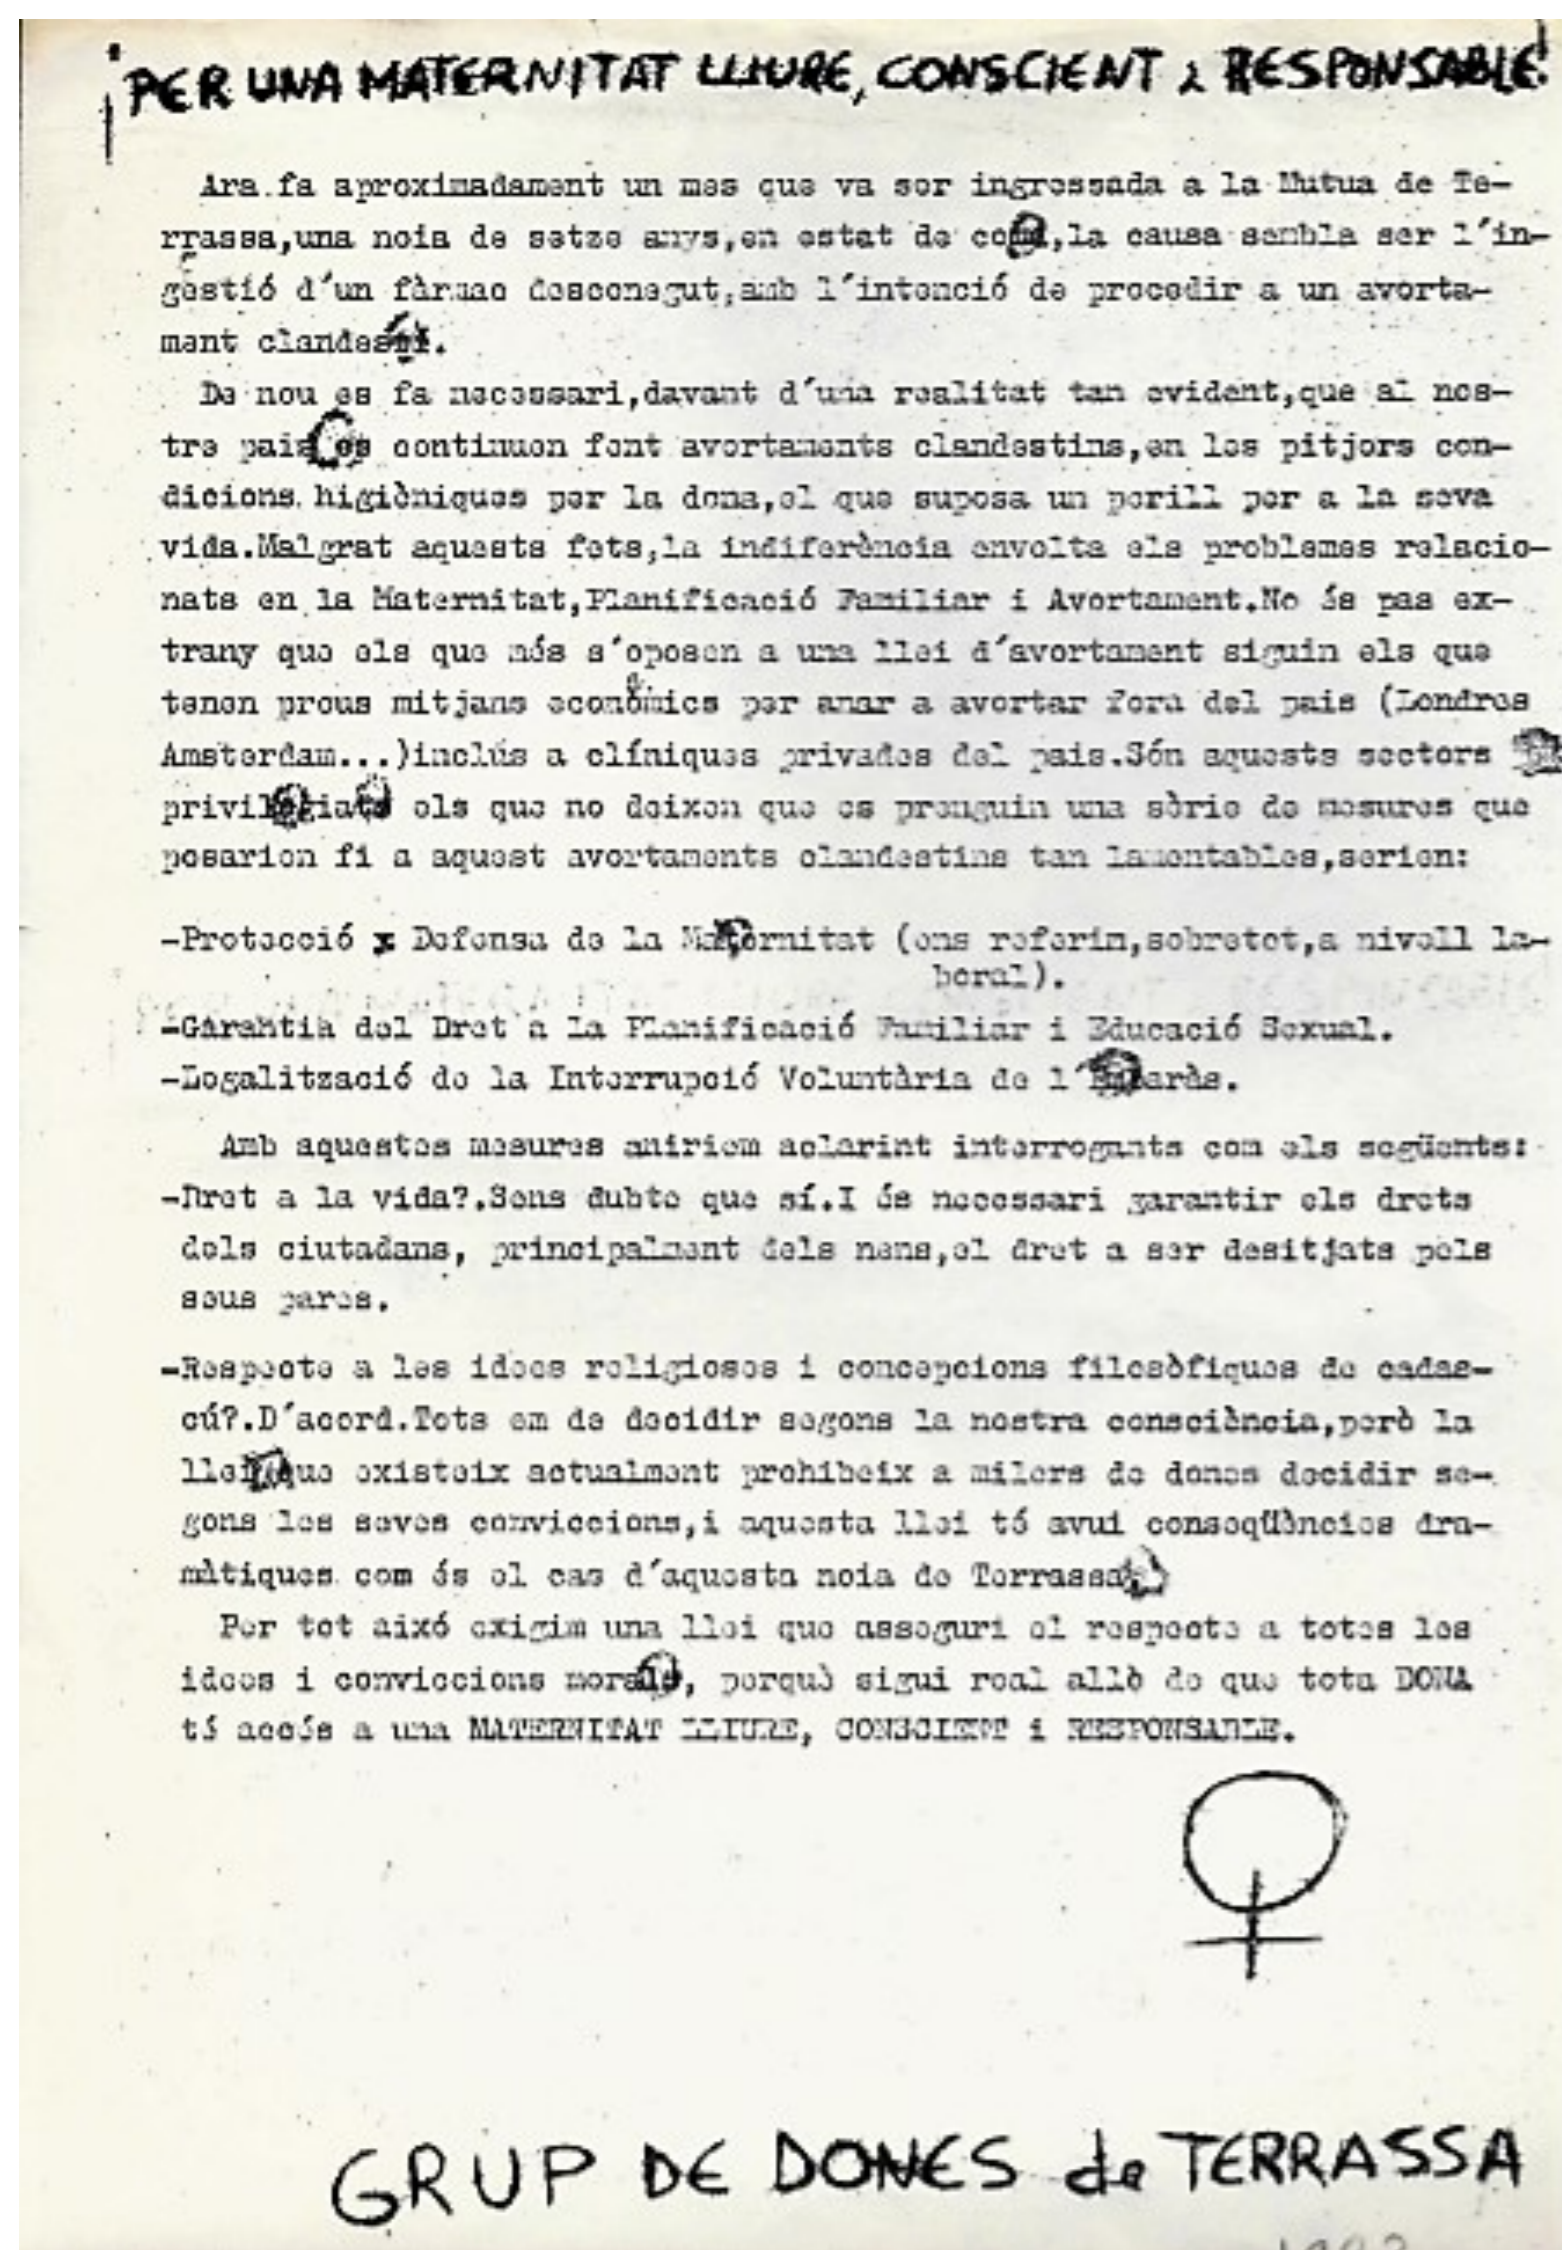 ¡PER UNA MATERNITAT LLIURE, CONSCIENT i RESPONSABLE!
Ara fa aproximadament un mes que va ser ingressada a la Mutua de Te-
rrassa,una noia de setze anys,en estat de coma,la causa sembla ser l'in-
gestió d'un fàrmac desconegut,amb l'intenció de procedir a un avorta-
ment clandestí.
De nou es fa necessari,davant d'una realitat tan evident,que al nos-
tre pais es continuen fent avortaments clandestins,en les pitjors con-
dicions higièniques per la dona,el que suposa un perill per a la seva
vida.Malgrat aquests fets,la indiferència envolta els problemes relacio-
nats en la Maternitat,Planificació Familiar i Avortament.No és pas ex-
trany que els que més s'oposen a una llei d'avortament siguin els que
tenen prous mitjans econòmics per anar a avortar fora del pais (Londres
Amsterdam...)inclús a clíniques privades del pais.Són aquests sectors
privilegiats els que no deixen que es prenguin una sèrie de mesures que
posarien fi a aquest avortaments clandestins tan lamentables,serien:
-Protecció x Defensa de la Maternitat (ens referim,sobretot,a nivell la-
boral).
-Garantia del Dret a la Planificació Familiar i Educació Sexual.
-Legalització de la Interrupció Voluntària de l'Embaràs.
Amb aquestes mesures aniriem aclarint interrogants com els següents:
-Dret a la vida?.Sens dubte que sí.I és necessari garantir els drets
dels ciutadans, principalment dels nens,el dret a ser desitjats pels
seus pares.
-Respecte a les idees religioses i concepcions filosòfiques de cadas-
cú?.D'acord.Tots em de decidir segons la nostra consciència,però la
llei que existeix actualment prohibeix a milers de dones decidir se-
gons les seves conviccions,i aquesta llei té avui conseqüències dra-
màtiques com és el cas d'aquesta noia de Terrassa.
Per tot aixó exigim una llei que asseguri el respecte a totes les
idees i conviccions morals, perquè sigui real allò de que tota DONA
té accés a una MATERNITAT LLIURE, CONSCIENT i RESPONSABLE.
GRUP DE DONES de TERRASSA